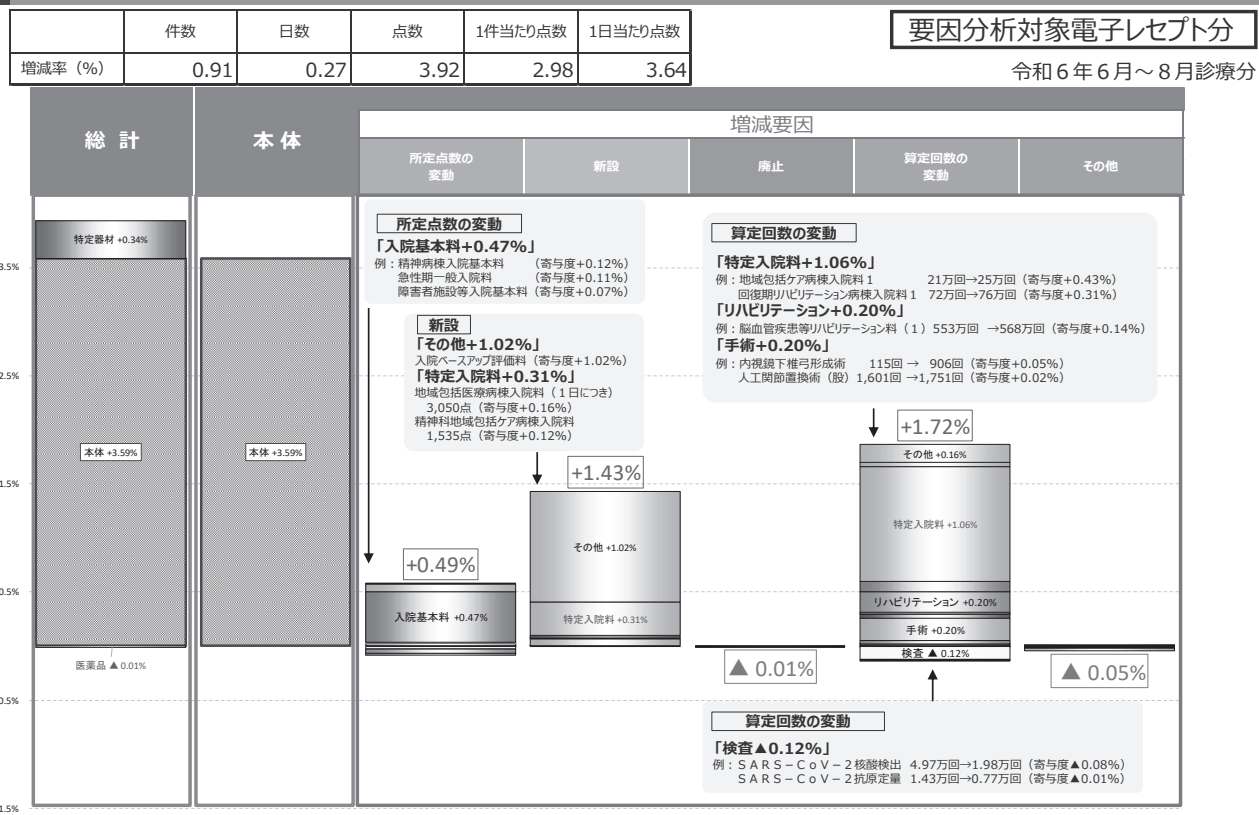 件数 日数 点数 1件当たり点数 1日当たり点数
増減率（%） 0.91 0.27 3.92 2.98 3.64
要因分析対象電子レセプト分
令和６年６月～８月診療分
総 計 本 体
増減要因
所定点数の
変動
新設
廃止
算定回数の
変動
その他
3.5%
2.5%
1.5%
0.5%
0.5%
1.5%
特定器材 +0.34%
本体 +3.59%
医薬品 ▲ 0.01%
本体 +3.59%
所定点数の変動
「入院基本料+0.47%」
例：精神病棟入院基本料 （寄与度+0.12%）
急性期一般入院料 （寄与度+0.11%）
障害者施設等入院基本料（寄与度+0.07%）
新設
「その他+1.02%」
入院ベースアップ評価料（寄与度+1.02%）
「特定入院料+0.31%」
地域包括医療病棟入院料（１日につき）
3,050点（寄与度+0.16%）
精神科地域包括ケア病棟入院料
1,535点（寄与度+0.12%）
算定回数の変動
「特定入院料+1.06%」
例：地域包括ケア病棟入院料１ 21万回→25万回（寄与度+0.43%）
回復期リハビリテーション病棟入院料１ 72万回→76万回（寄与度+0.31%）
「リハビリテーション+0.20%」
例：脳血管疾患等リハビリテーション料（１）553万回 →568万回（寄与度+0.14%）
「手術+0.20%」
例：内視鏡下椎弓形成術 115回 → 906回（寄与度+0.05%）
人工関節置換術（股）1,601回 →1,751回（寄与度+0.02%）
+0.49%
入院基本料 +0.47%
+1.43%
その他 +1.02%
特定入院料 +0.31%
▲ 0.01%
+1.72%
その他 +0.16%
特定入院料 +1.06%
リハビリテーション +0.20%
手術 +0.20%
検査 ▲ 0.12%
▲ 0.05%
算定回数の変動
「検査▲0.12%」
例：ＳＡＲＳ－ＣｏＶ－２核酸検出 4.97万回→1.98万回（寄与度▲0.08%）
ＳＡＲＳ－ＣｏＶ－２抗原定量 1.43万回→0.77万回（寄与度▲0.01%）